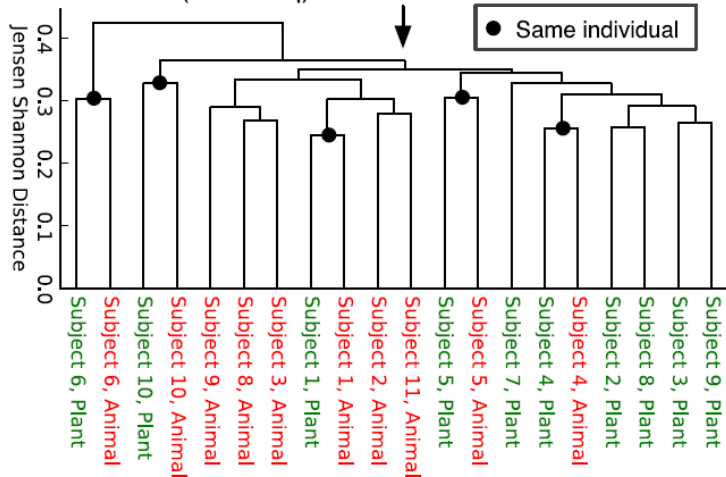 Same individual
Jensen Shannon Distance
0.4
0.3
0.2
0.1
0.0
Subject 6, Plant
Subject 6, Animal
Subject 10, Plant
Subject 10, Animal
Subject 9, Animal
Subject 8, Animal
Subject 3, Animal
Subject 1, Plant
Subject 1, Animal
Subject 2, Animal
Subject 11, Animal
Subject 5, Plant
Subject 5, Animal
Subject 7, Plant
Subject 4, Plant
Subject 4, Animal
Subject 2, Plant
Subject 8, Plant
Subject 3, Plant
Subject 9, Plant